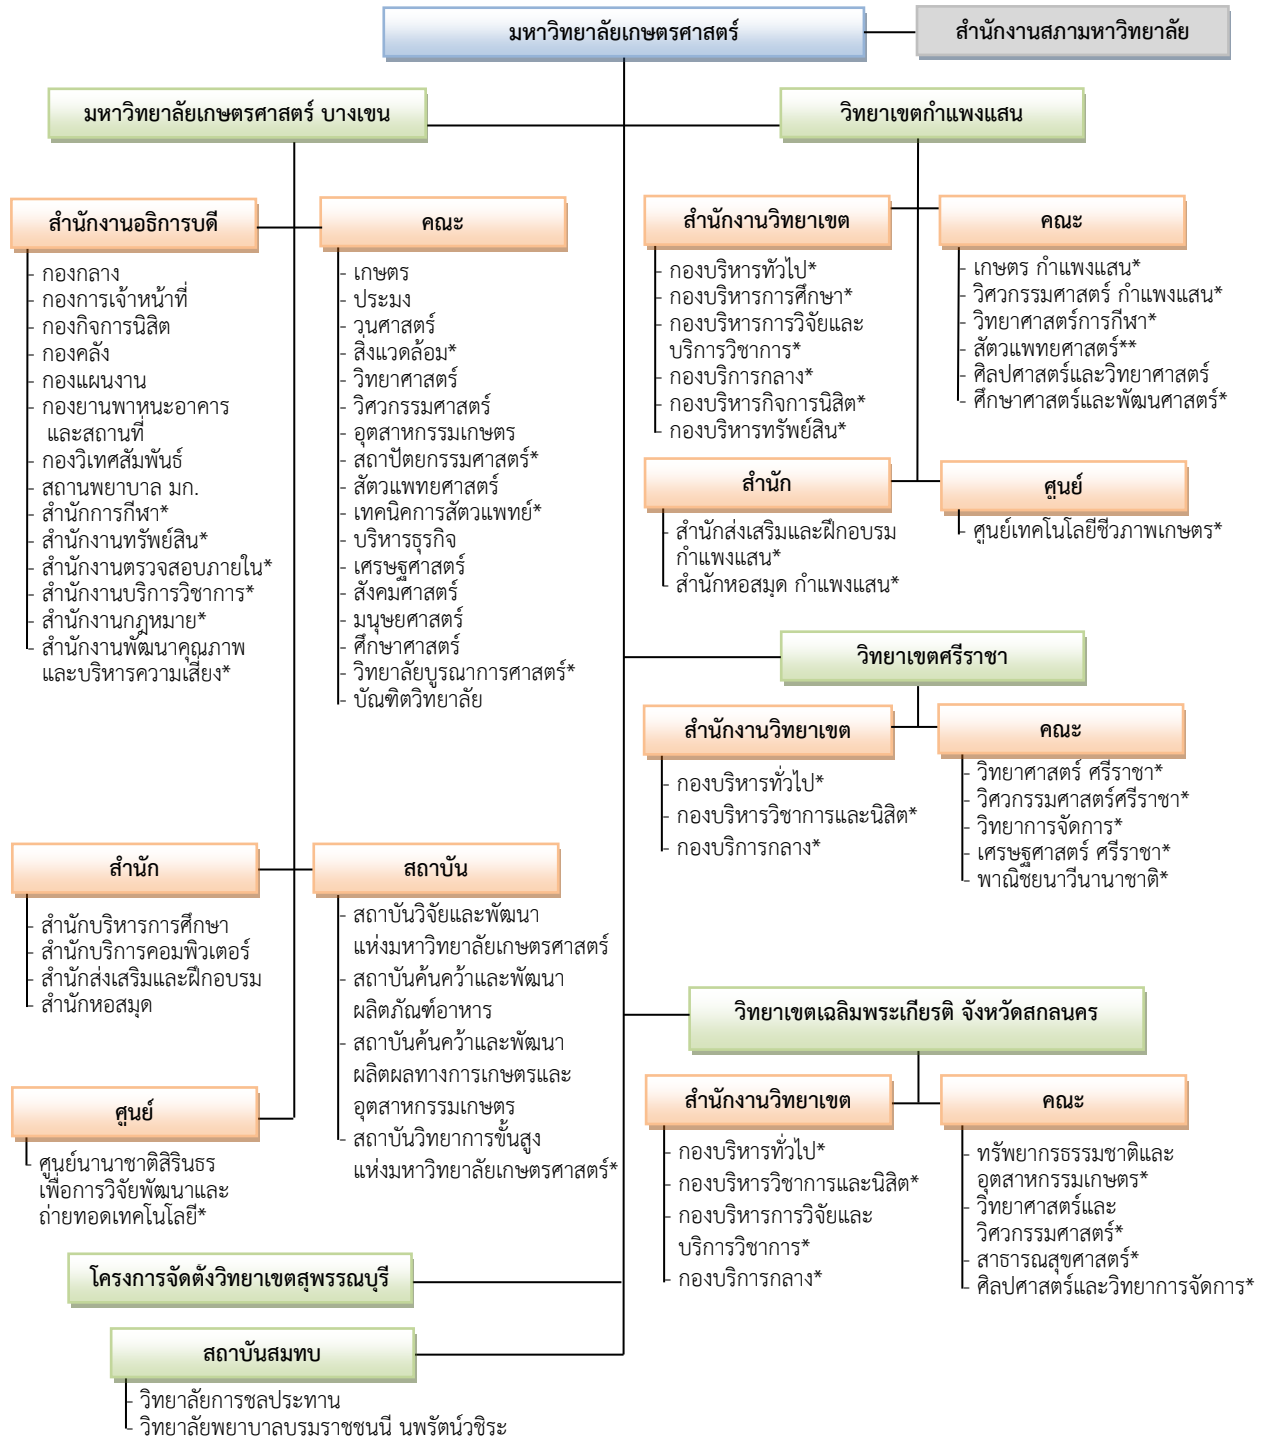 มหาวิทยาลัยเกษตรศาสตร์
สำนักงานสภามหาวิทยาลัย
มหาวิทยาลัยเกษตรศาสตร์ บางเขน
สำนักงานอธิการบดี
- กองกลาง
- กองการเจ้าหน้าที่
- กองกิจการนิสิต
- กองคลัง
- กองแผนงาน
- กองยานพาหนะอาคาร
และสถานที่
- กองวิเทศสัมพันธ์
- สถานพยาบาล มก.
- สำนักการกีฬา*
- สำนักงานทรัพย์สิน*
- สำนักงานตรวจสอบภายใน*
- สำนักงานบริการวิชาการ*
- สำนักงานกฎหมาย*
- สำนักงานพัฒนาคุณภาพ
และบริหารความเสี่ยง*
คณะ
- เกษตร
- ประมง
- วนศาสตร์
- สิ่งแวดล้อม*
- วิทยาศาสตร์
- วิศวกรรมศาสตร์
- อุตสาหกรรมเกษตร
- สถาปัตยกรรมศาสตร์*
- สัตวแพทยศาสตร์
- เทคนิคการสัตวแพทย์*
- บริหารธุรกิจ
- เศรษฐศาสตร์
- สังคมศาสตร์
- มนุษยศาสตร์
- ศึกษาศาสตร์
- วิทยาลัยบูรณาการศาสตร์*
- บัณฑิตวิทยาลัย
สำนัก
- สำนักบริหารการศึกษา
- สำนักบริการคอมพิวเตอร์
- สำนักส่งเสริมและฝึกอบรม
- สำนักหอสมุด
สถาบัน
- สถาบันวิจัยและพัฒนา
แห่งมหาวิทยาลัยเกษตรศาสตร์
- สถาบันค้นคว้าและพัฒนา
ผลิตภัณฑ์อาหาร
- สถาบันค้นคว้าและพัฒนา
ผลิตผลทางการเกษตรและ
อุตสาหกรรมเกษตร
- สถาบันวิทยาการขั้นสูง
แห่งมหาวิทยาลัยเกษตรศาสตร์*
ศูนย์
- ศูนย์นานาชาติสิรินธร
เพื่อการวิจัยพัฒนาและ
ถ่ายทอดเทคโนโลยี*
วิทยาเขตกำแพงแสน
สำนักงานวิทยาเขต
- กองบริหารทั่วไป*
- กองบริหารการศึกษา*
- กองบริหารการวิจัยและ
บริการวิชาการ*
- กองบริการกลาง*
- กองบริหารกิจการนิสิต*
- กองบริหารทรัพย์สิน*
คณะ
- เกษตร กำแพงแสน*
- วิศวกรรมศาสตร์ กำแพงแสน*
- วิทยาศาสตร์การกีฬา*
- สัตวแพทยศาสตร์**
- ศิลปศาสตร์และวิทยาศาสตร์
- ศึกษาศาสตร์และพัฒนศาสตร์*
สำนัก
- สำนักส่งเสริมและฝึกอบรม
กำแพงแสน*
- สำนักหอสมุด กำแพงแสน*
ศูนย์
- ศูนย์เทคโนโลยีชีวภาพเกษตร*
วิทยาเขตศรีราชา
สำนักงานวิทยาเขต
- กองบริหารทั่วไป*
- กองบริหารวิชาการและนิสิต*
- กองบริการกลาง*
คณะ
- วิทยาศาสตร์ ศรีราชา*
- วิศวกรรมศาสตร์ศรีราชา*
- วิทยาการจัดการ*
- เศรษฐศาสตร์ ศรีราชา*
- พาณิชยนาวีนานาชาติ*
วิทยาเขตเฉลิมพระเกียรติ จังหวัดสกลนคร
สำนักงานวิทยาเขต
- กองบริหารทั่วไป*
- กองบริหารวิชาการและนิสิต*
- กองบริหารการวิจัยและ
บริการวิชาการ*
- กองบริการกลาง*
คณะ
- ทรัพยากรธรรมชาติและ
อุตสาหกรรมเกษตร*
- วิทยาศาสตร์และ
วิศวกรรมศาสตร์*
- สาธารณสุขศาสตร์*
- ศิลปศาสตร์และวิทยาการจัดการ*
โครงการจัดตั้งวิทยาเขตสุพรรณบุรี
สถาบันสมทบ
- วิทยาลัยการชลประทาน
- วิทยาลัยพยาบาลบรมราชชนนี นพรัตน์วชิระ